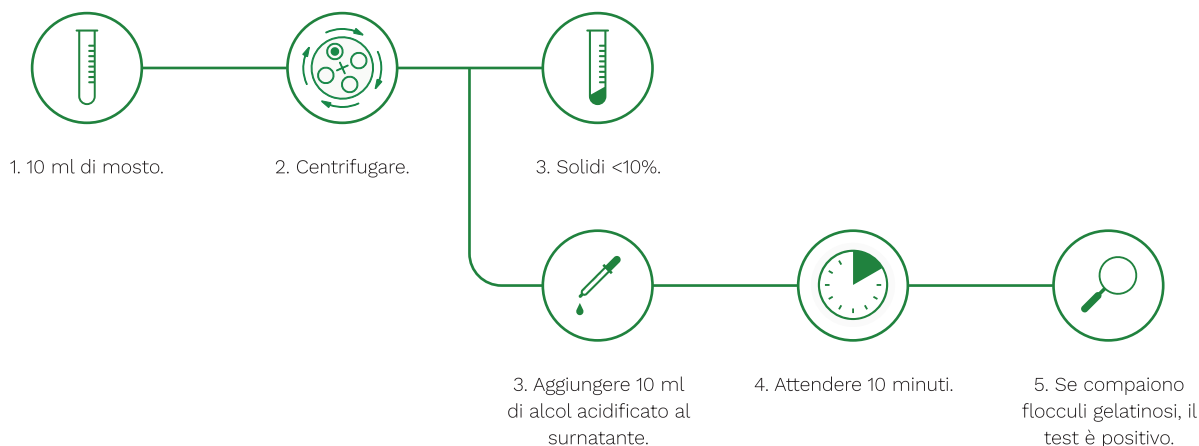 1. 10 ml di mosto.
2. Centrifugare.
3. Solidi <10%.
3. Aggiungere 10 ml
di alcol acidificato al
surnatante.
4. Attendere 10 minuti.
5. Se compaiono
flocculi gelatinosi, il
test è positivo.